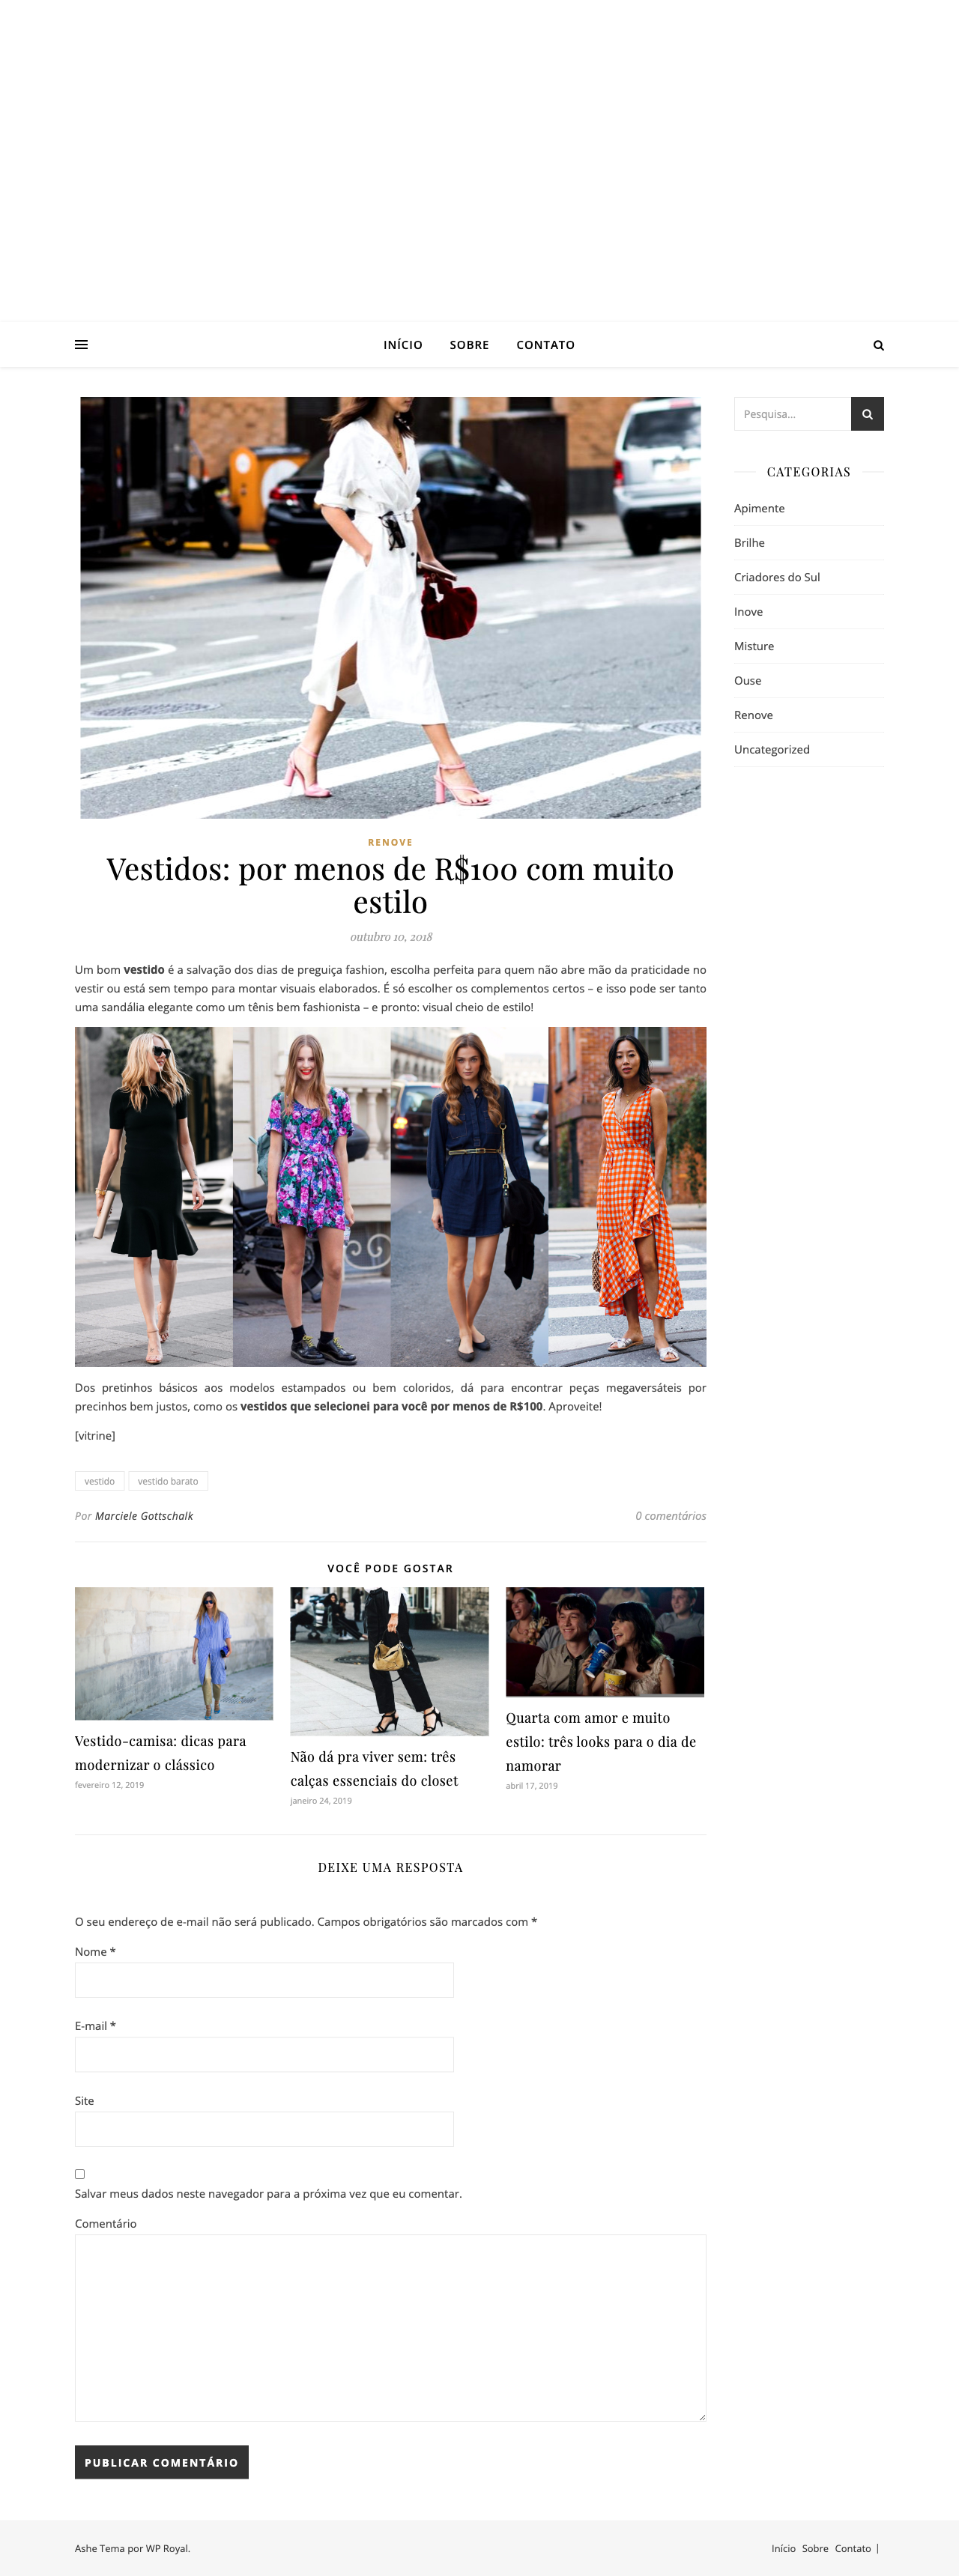 INÍCIO SOBRE CONTATO
Pesquisa...
CATEGORIAS
Apimente
Brilhe
Criadores do Sul
Inove
Misture
Ouse
Renove
Uncategorized
RENOVE
Vestidos: por menos de R$100 com muito
estilo
outubro 10, 2018
Um bom vestido é a salvação dos dias de preguiça fashion, escolha perfeita para quem não abre mão da praticidade no
vestir ou está sem tempo para montar visuais elaborados. É só escolher os complementos certos – e isso pode ser tanto
uma sandália elegante como um tênis bem fashionista – e pronto: visual cheio de estilo!
Dos pretinhos básicos aos modelos estampados ou bem coloridos, dá para encontrar peças megaversáteis por
precinhos bem justos, como os vestidos que selecionei para você por menos de R$100. Aproveite!
[vitrine]
vestido vestido barato
Por Marciele Gottschalk 0 comentários
VOCÊ PODE GOSTAR
Vestido-camisa: dicas para
modernizar o clássico
fevereiro 12, 2019
Não dá pra viver sem: três
calças essenciais do closet
janeiro 24, 2019
Quarta com amor e muito
estilo: três looks para o dia de
namorar
abril 17, 2019
DEIXE UMA RESPOSTA
O seu endereço de e-mail não será publicado. Campos obrigatórios são marcados com *
Nome *
E-mail *
Site
Salvar meus dados neste navegador para a próxima vez que eu comentar.
Comentário
PUBLICAR COMENTÁRIO
Ashe Tema por WP Royal. Início Sobre Contato |